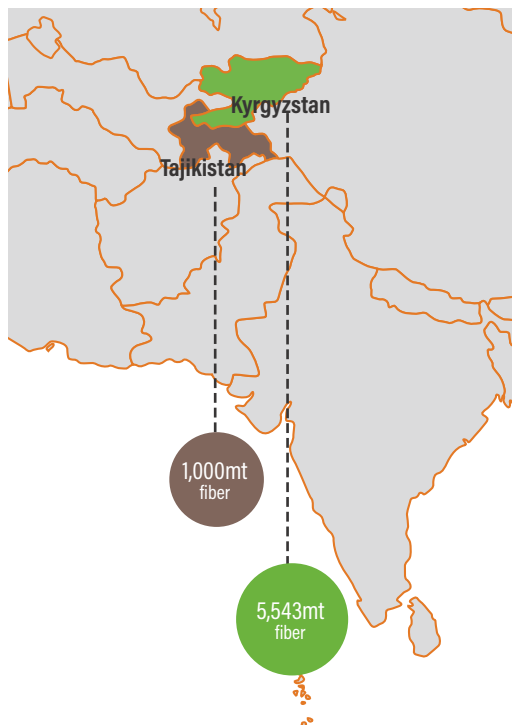 Kyrgyzstan
Tajikistan
1,000mt
fiber
5,543mt
fiber